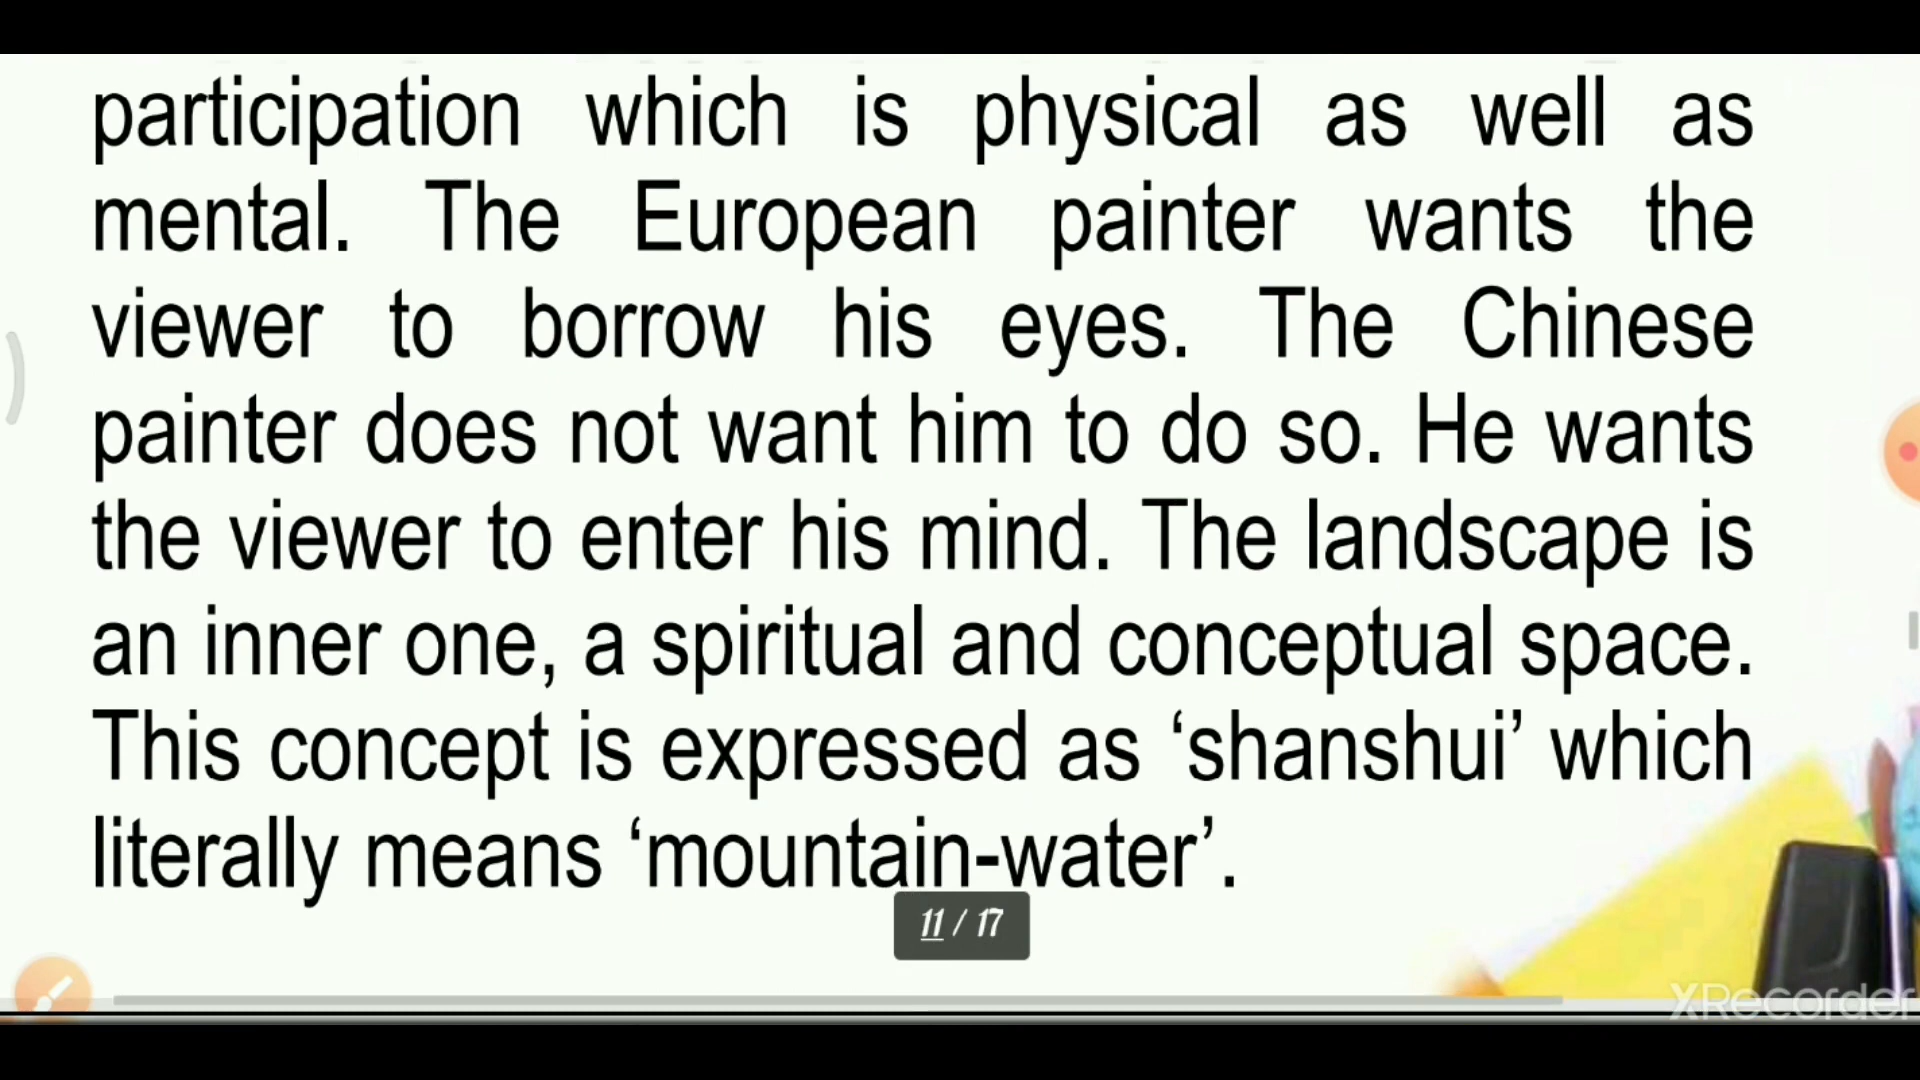 participation which is physical as well as
mental. The European painter wants the
viewer to borrow his eyes. The Chinese
painter does not want him to do so. He wants
the viewer to enter his mind. The landscape is
an inner one, a spiritual and conceptual space.
This concept is expressed as ‘shanshui’ which
literally means ‘mountain-water’.
11 / 17
XRecorder